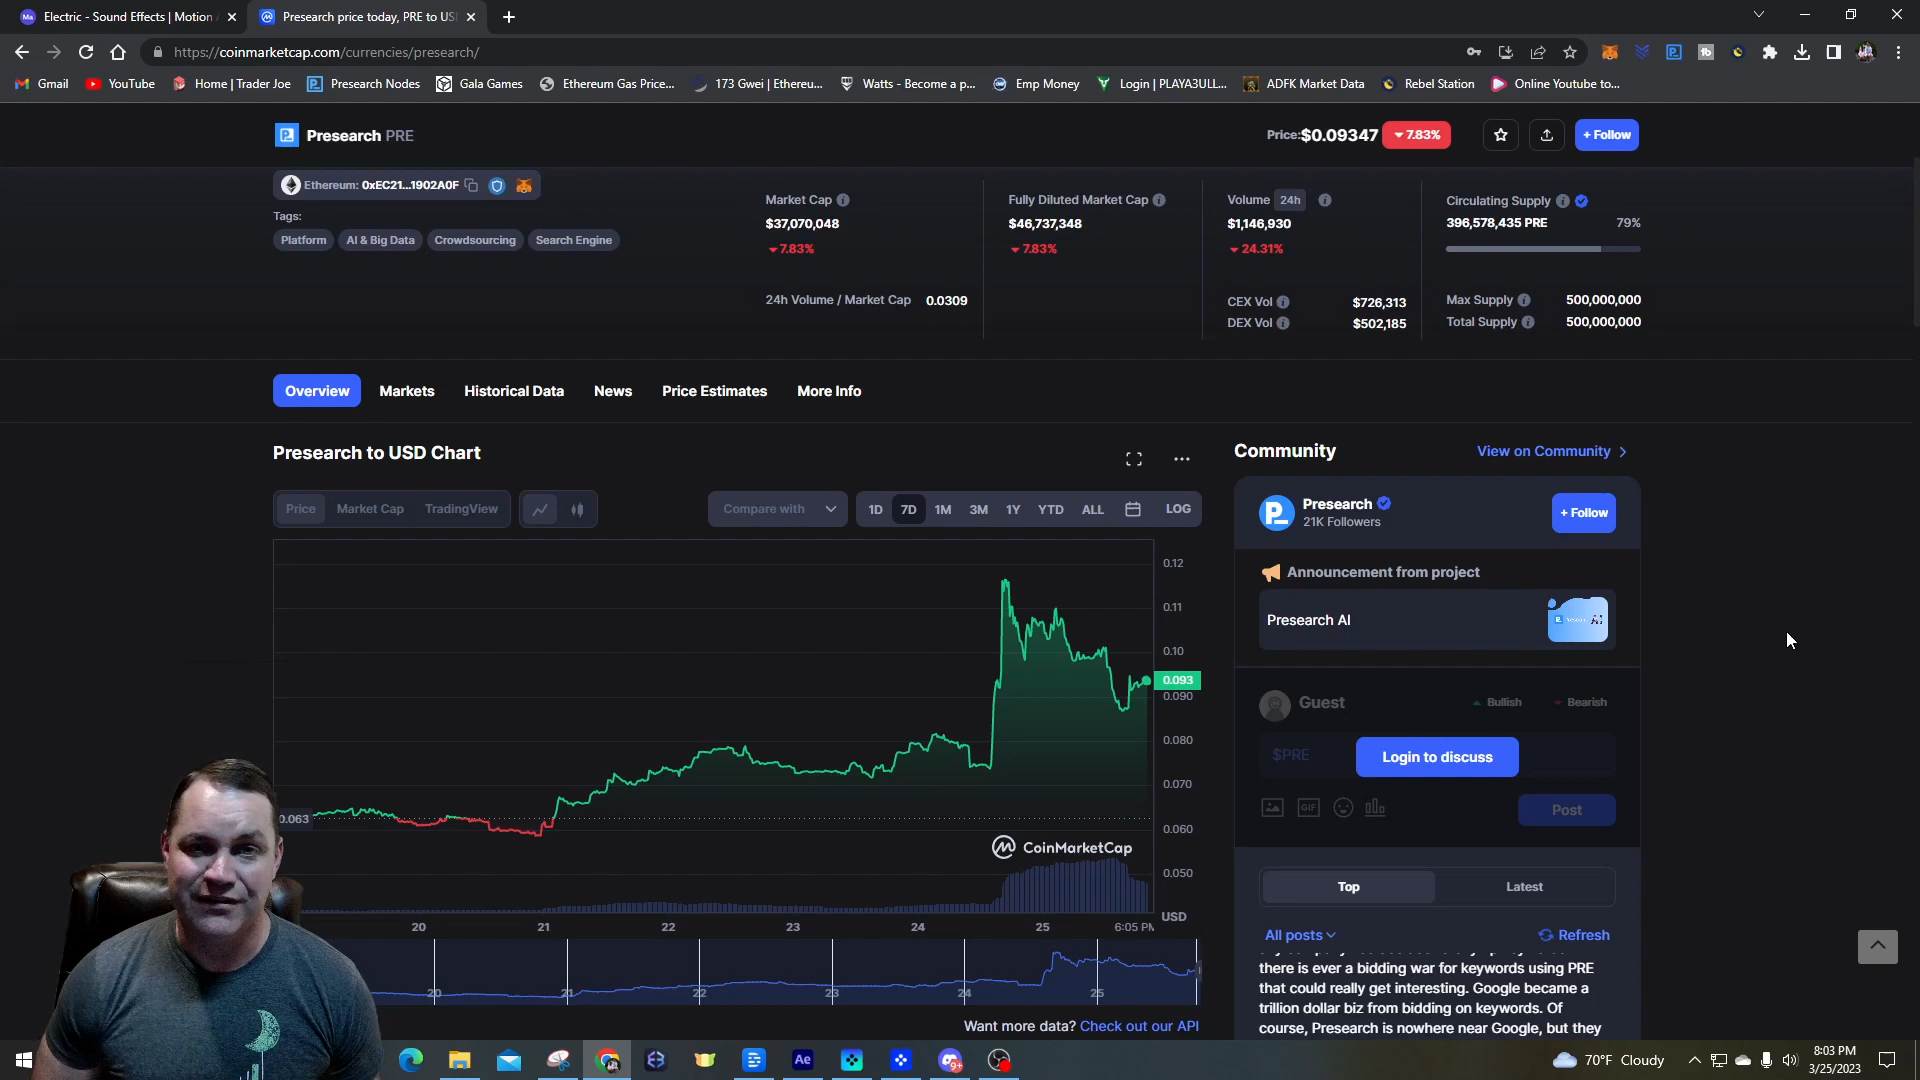 Electric - Sound Effects | Motion
Presearch price today, PRE to USD
https://coinmarketcap.com/currencies/presearch/
Gmail
YouTube
Home | Trader Joe
Presearch Nodes
Gala Games
Ethereum Gas Price...
173 Gwei | Ethereu...
Watts - Become a p...
Emp Money
Login | PLAYA3ULL...
ADFK Market Data
Rebel Station
Online Youtube to...
Presearch PRE
Price:$0.09347 7.83%
+ Follow
Ethereum: 0xEC21...1902A0F
Tags:
Platform AI & Big Data Crowdsourcing Search Engine
Market Cap
$37,070,048
7.83%
24h Volume / Market Cap 0.0309
Fully Diluted Market Cap
$46,737,348
7.83%
Volume 24h
$1,146,930
24.31%
CEX Vol $726,313
DEX Vol $502,185
Circulating Supply
396,578,435 PRE 79%
Max Supply 500,000,000
Total Supply 500,000,000
Overview Markets Historical Data News Price Estimates More Info
Presearch to USD Chart
Price Market Cap TradingView
Compare with
1D 7D 1M 3M 1Y YTD ALL LOG
0.12
0.11
0.10
0.093
0.090
0.080
0.070
0.063
0.060
0.050
CoinMarketCap
USD
20 21 22 23 24 25 6:05 PM
20 21 22 23 24 25
Want more data? Check out our API
Community View on Community
Presearch
21K Followers
+ Follow
Announcement from project
Presearch AI
Guest Bullish Bearish
$PRE
Login to discuss
GIF
Post
Top Latest
All posts Refresh
there is ever a bidding war for keywords using PRE
that could really get interesting. Google became a
trillion dollar biz from bidding on keywords. Of
course, Presearch is nowhere near Google, but they
Ae
9+
70°F Cloudy
8:03 PM
3/25/2023